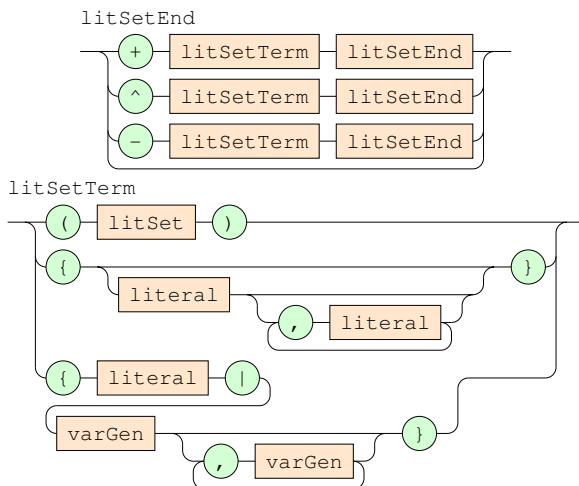 litSetEnd
+ litSetTerm litSetEnd
^ litSetTerm litSetEnd
- litSetTerm litSetEnd
litSetTerm
( litSet )
{ }
literal
, literal
{ literal |
varGen }
, varGen